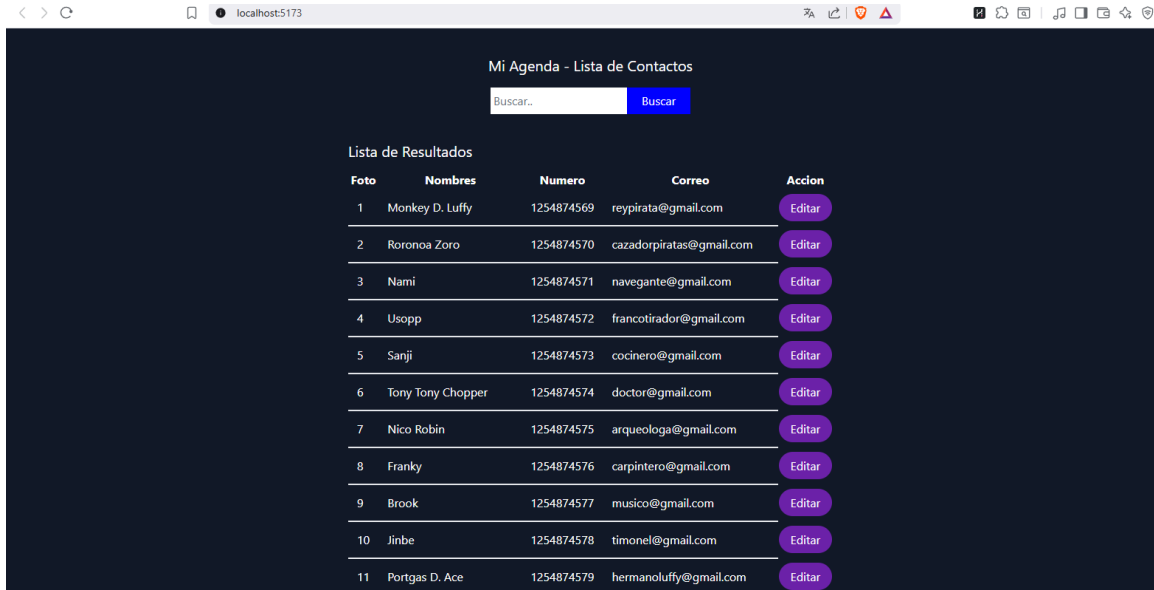 localhost:5173
Mi Agenda - Lista de Contactos
Buscar.. Buscar
Lista de Resultados
Foto Nombres Numero Correo Accion
1 Monkey D. Luffy 1254874569 reypirata@gmail.com Editar
2 Roronoa Zoro 1254874570 cazadorpiratas@gmail.com Editar
3 Nami 1254874571 navegante@gmail.com Editar
4 Usopp 1254874572 francotirador@gmail.com Editar
5 Sanji 1254874573 cocinero@gmail.com Editar
6 Tony Tony Chopper 1254874574 doctor@gmail.com Editar
7 Nico Robin 1254874575 arqueologa@gmail.com Editar
8 Franky 1254874576 carpintero@gmail.com Editar
9 Brook 1254874577 musico@gmail.com Editar
10 Jinbe 1254874578 timonel@gmail.com Editar
11 Portgas D. Ace 1254874579 hermanoluffy@gmail.com Editar